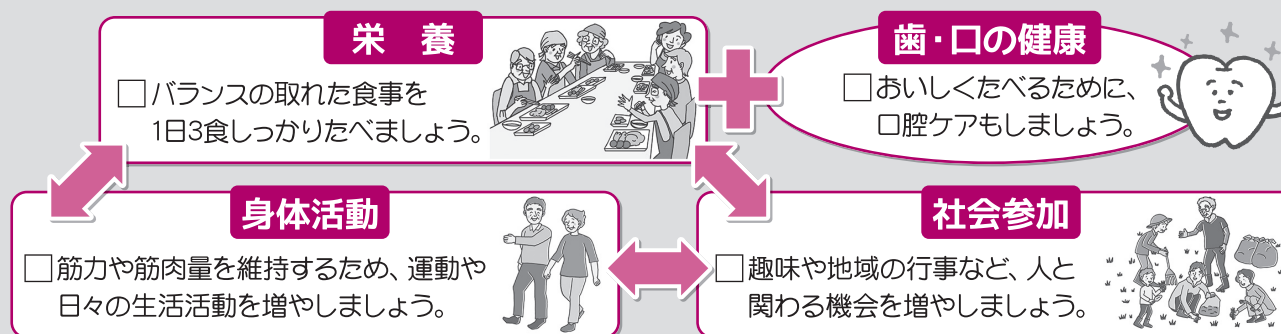 栄　養
□バランスの取れた食事を
1日3食しっかりたべましょう。
歯・口の健康
□おいしくたべるために、
口腔ケアもしましょう。
身体活動
□筋力や筋肉量を維持するため、運動や
日々の生活活動を増やしましょう。
社会参加
□趣味や地域の行事など、人と
関わる機会を増やしましょう。